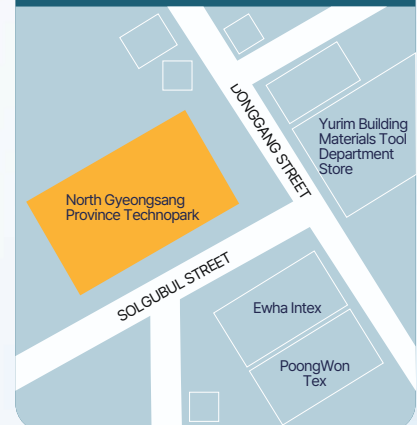 DONGGANG STREET
Yurim Building
Materials Tool
Department
Store
North Gyeongsang
Province Technopark
SOLGUBUL STREET
Ewha Intex
PoongWon
Tex